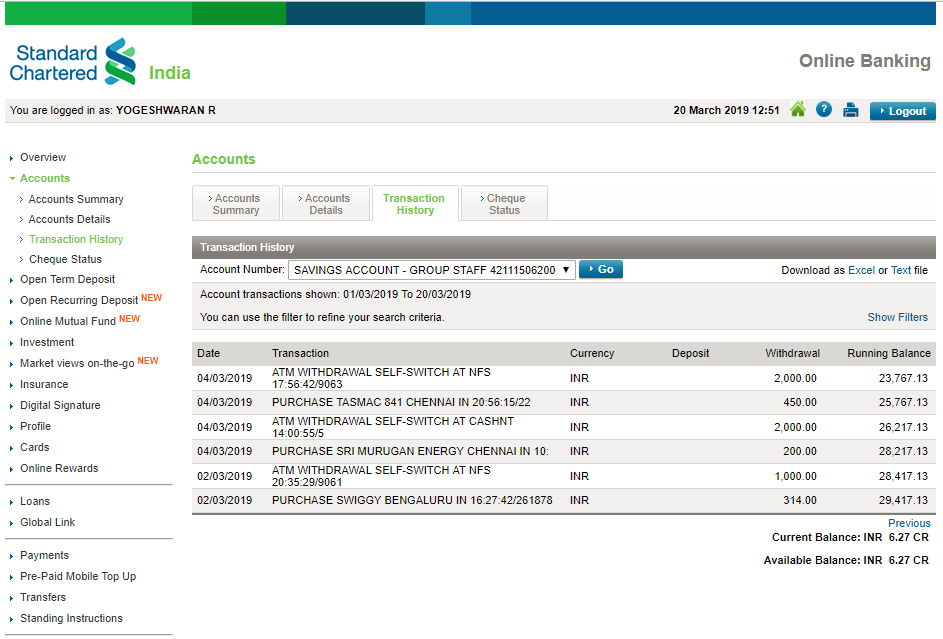 Standard
Chartered
India
Online Banking
You are logged in as: YOGESHWARAN R
20 March 2019 12:51
?
Logout
Overview
Accounts
Accounts Summary
Accounts Details
Transaction History
Cheque Status
Open Term Deposit
Open Recurring Deposit NEW
Online Mutual Fund NEW
Investment
Market views on-the-go NEW
Insurance
Digital Signature
Profile
Cards
Online Rewards
Loans
Global Link
Payments
Pre-Paid Mobile Top Up
Transfers
Standing Instructions
Accounts
Accounts
Summary
Accounts
Details
Transaction
History
Cheque
Status
Transaction History
Account Number: SAVINGS ACCOUNT - GROUP STAFF 42111506200 Go
Download as Excel or Text file
Account transactions shown: 01/03/2019 To 20/03/2019
You can use the filter to refine your search criteria. Show Filters
Date Transaction Currency Deposit Withdrawal Running Balance
04/03/2019 ATM WITHDRAWAL SELF-SWITCH AT NFS
17:56:42/9063 INR 2,000.00 23,767.13
04/03/2019 PURCHASE TASMAC 841 CHENNAI IN 20:56:15/22 INR 450.00 25,767.13
04/03/2019 ATM WITHDRAWAL SELF-SWITCH AT CASHNT
14:00:55/5 INR 2,000.00 26,217.13
04/03/2019 PURCHASE SRI MURUGAN ENERGY CHENNAI IN 10: INR 200.00 28,217.13
02/03/2019 ATM WITHDRAWAL SELF-SWITCH AT NFS
20:35:29/9061 INR 1,000.00 28,417.13
02/03/2019 PURCHASE SWIGGY BENGALURU IN 16:27:42/261878 INR 314.00 29,417.13
Previous
Current Balance: INR 6.27 CR
Available Balance: INR 6.27 CR